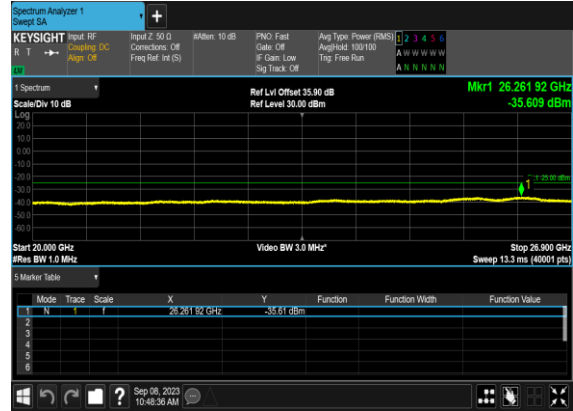 Spectrum Analyzer 1
Swept SA
+
KEYSIGHT Input: RF Input Z: 50 Ω #Atten: 10 dB PNO: Fast Avg Type: Power (RMS) 1 2 3 4 5 6
R T Coupling: DC Corrections: Off Gate: Off Avg|Hold: 100/100 A W W W W W
Align: Off Freq Ref: Int (S) IF Gain: Low Trig: Free Run
LW Sig Track: Off A N N N N N
1 Spectrum Ref Lvl Offset 35.90 dB Mkr1 26.261 92 GHz
Scale/Div 10 dB Ref Level 30.00 dBm -35.609 dBm
Log
20.0
10.0
0.00
-10.0
-20.0
1 -25.00 dBm
1
-30.0
-40.0
-50.0
-60.0
Start 20.000 GHz Video BW 3.0 MHz* Stop 26.900 GHz
#Res BW 1.0 MHz Sweep 13.3 ms (40001 pts)
5 Marker Table
Mode Trace Scale X Y Function Function Width Function Value
1 N 1 f 26.261 92 GHz -35.61 dBm
2
3
4
5
6
? Sep 08, 2023
10:48:36 AM